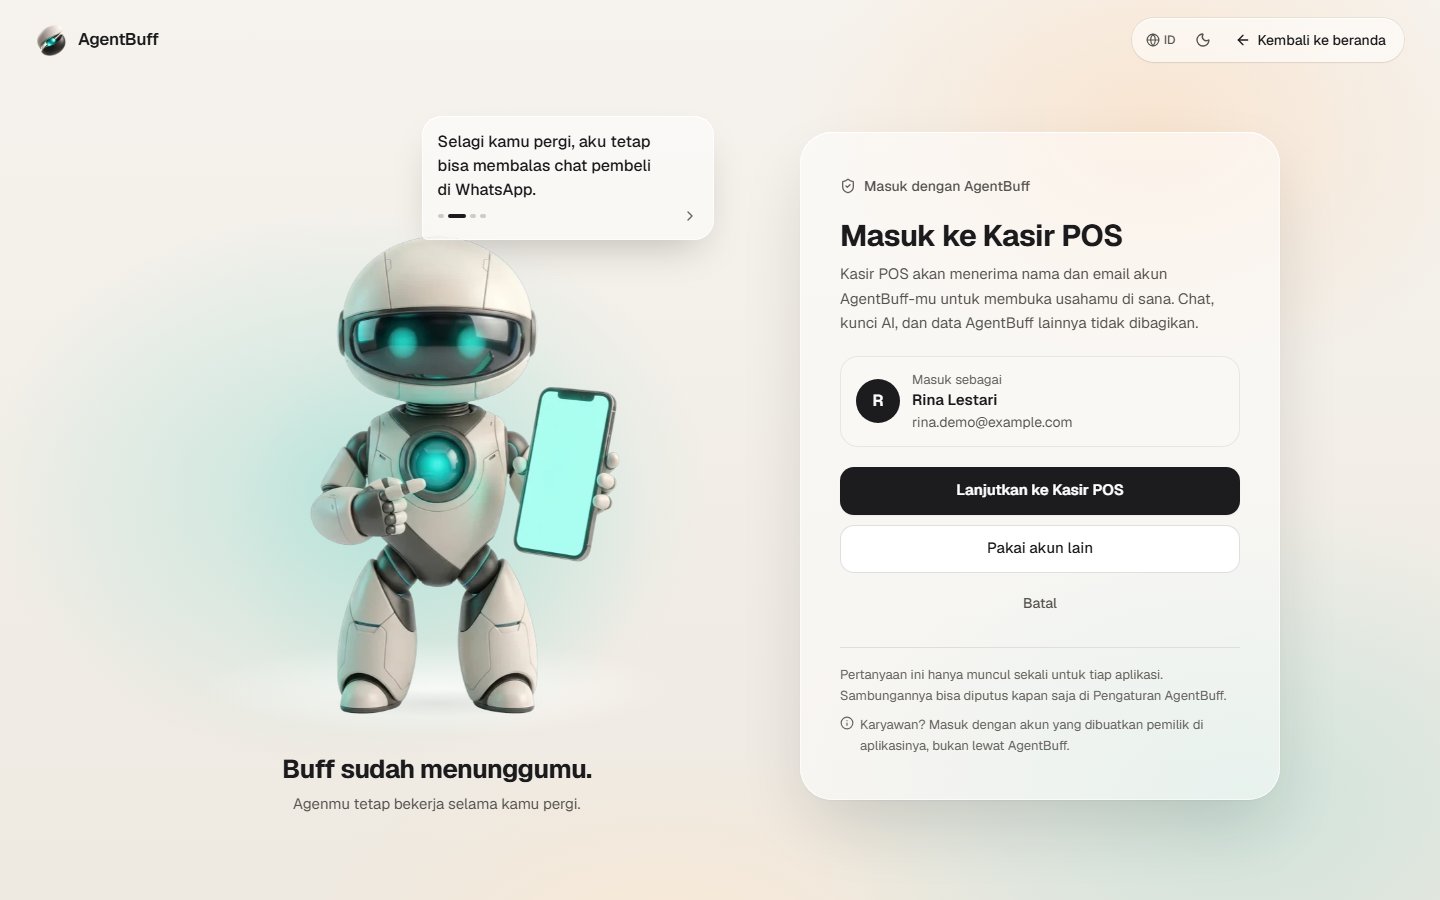 AgentBuff
ID
Kembali ke beranda
Selagi kamu pergi, aku tetap
bisa membalas chat pembeli
di WhatsApp.
Buff sudah menunggumu.
Agenmu tetap bekerja selama kamu pergi.
Masuk dengan AgentBuff
Masuk ke Kasir POS
Kasir POS akan menerima nama dan email akun
AgentBuff-mu untuk membuka usahamu di sana. Chat,
kunci AI, dan data AgentBuff lainnya tidak dibagikan.
R
Masuk sebagai
Rina Lestari
rina.demo@example.com
Lanjutkan ke Kasir POS
Pakai akun lain
Batal
Pertanyaan ini hanya muncul sekali untuk tiap aplikasi.
Sambungannya bisa diputus kapan saja di Pengaturan AgentBuff.
Karyawan? Masuk dengan akun yang dibuatkan pemilik di
aplikasinya, bukan lewat AgentBuff.